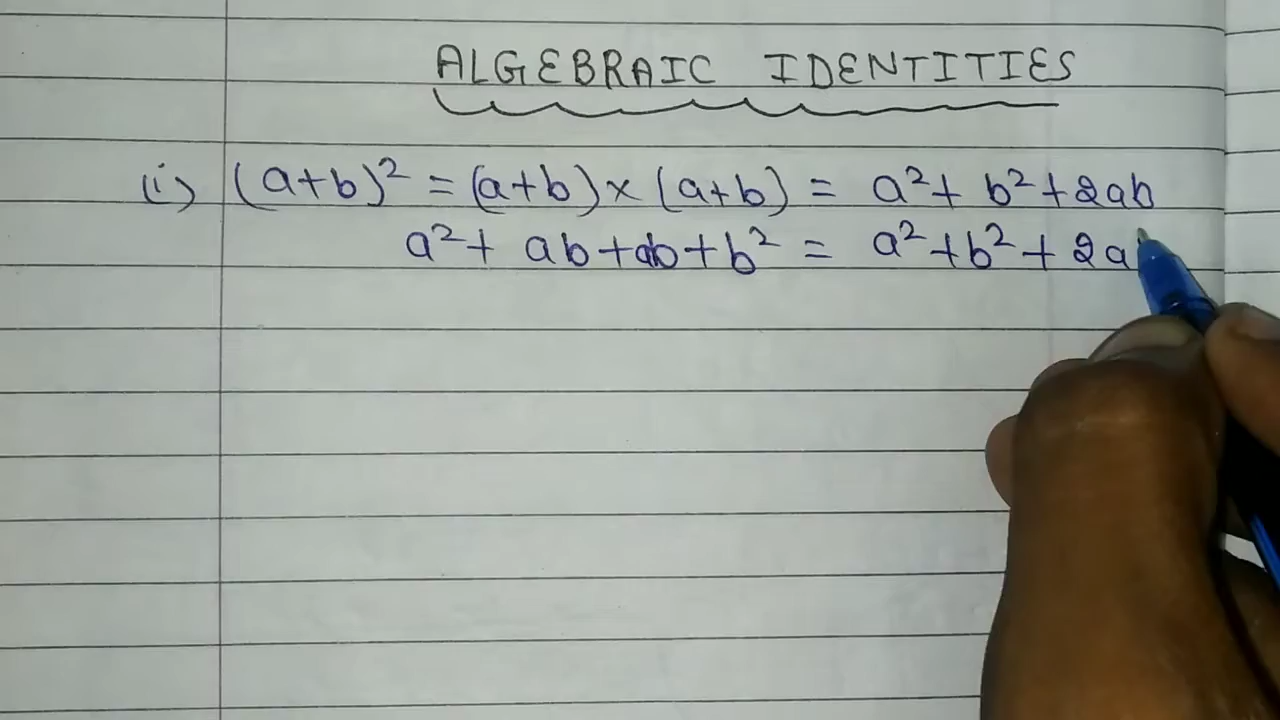 ALGEBRAIC IDENTITIES
(i) (a+b)² = (a+b) × (a+b) = a² + b² + 2ab
a² + ab + ab + b² = a² + b² + 2a